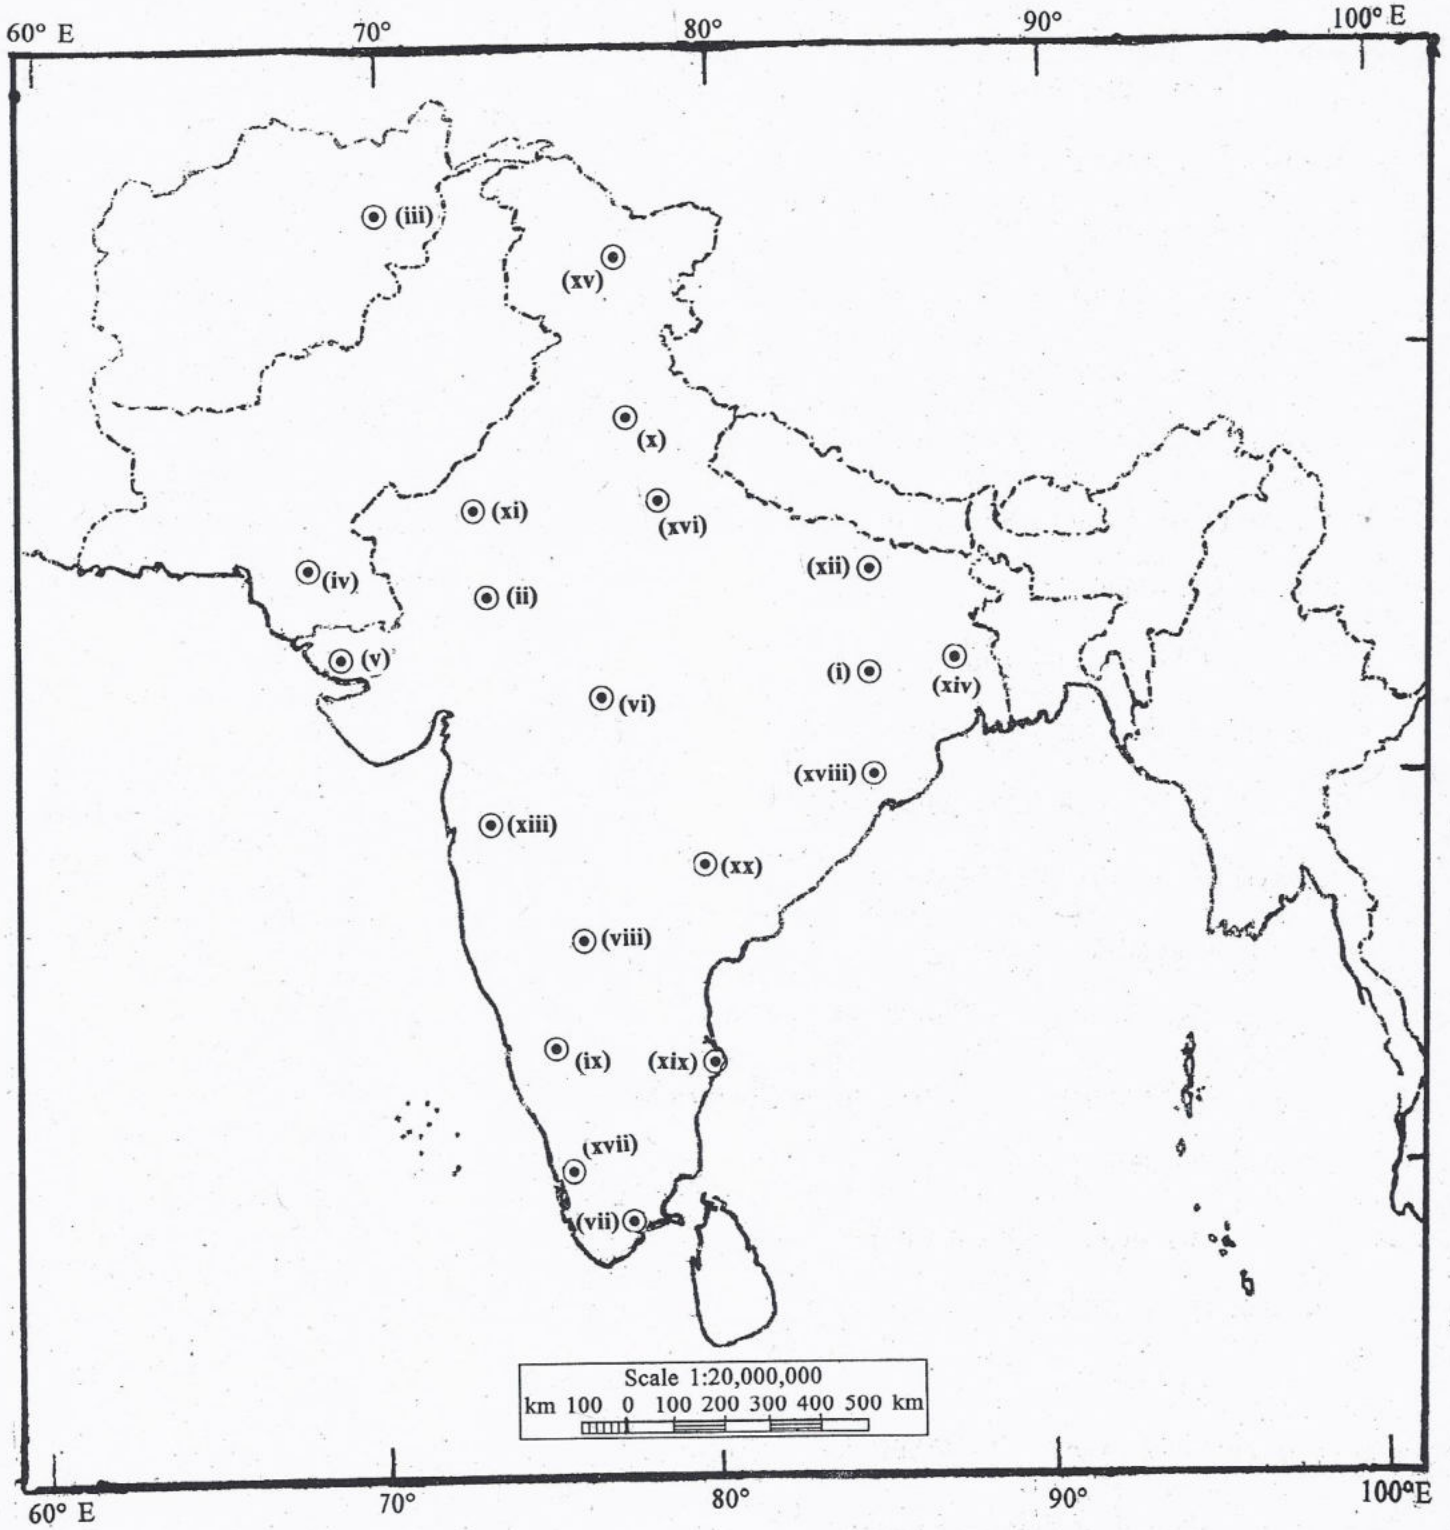 60° E 70° 80° 90° 100° E
(iii)
(xv)
(x)
(xi)
(xvi)
(xii)
(iv)
(ii)
(v)
(i)
(xiv)
(vi)
(xviii)
(xiii)
(xx)
(viii)
(ix)
(xix)
(xvii)
(vii)
Scale 1:20,000,000
km 100 0 100 200 300 400 500 km
60° E 70° 80° 90° 100° E